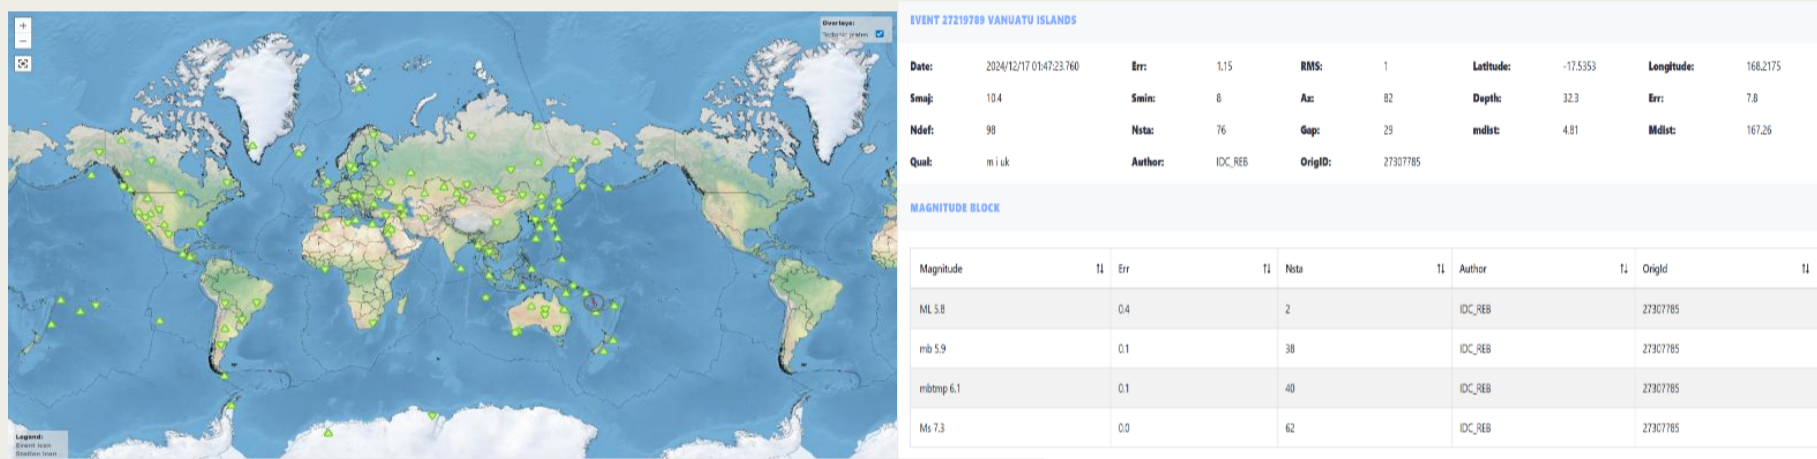 +
−
Overlays:
Tectonic plates
Legend:
Event Icon
Station Icon
EVENT 27219789 VANUATU ISLANDS
Date: 2024/12/17 01:47:23.760 Err: 1.15 RMS: 1 Latitude: -17.5353 Longitude: 168.2175
Smaj: 10.4 Smin: 8 Az: 82 Depth: 32.3 Err: 7.8
Ndef: 98 Nsta: 76 Gap: 29 mdist: 4.81 Mdist: 167.26
Qual: m i uk Author: IDC_REB OrigID: 27307785
MAGNITUDE BLOCK
Magnitude Err Nsta Author OrigId
ML 5.8 0.4 2 IDC_REB 27307785
mb 5.9 0.1 38 IDC_REB 27307785
mbtmp 6.1 0.1 40 IDC_REB 27307785
Ms 7.3 0.0 62 IDC_REB 27307785